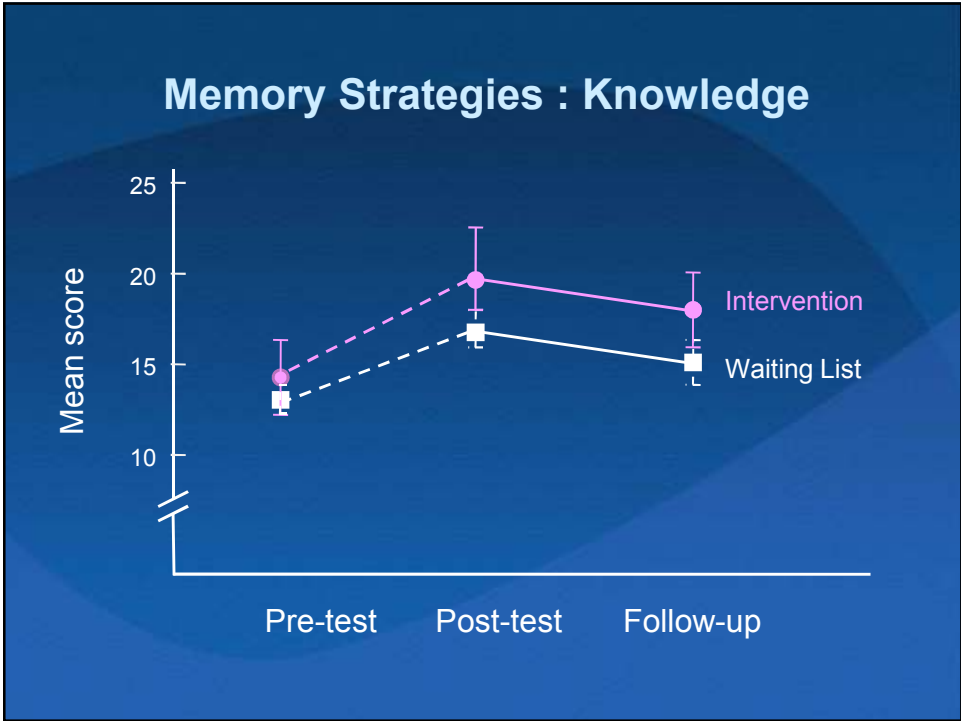 Memory Strategies : Knowledge
25
20
15
10
Mean score
Intervention
Waiting List
Pre-test Post-test Follow-up